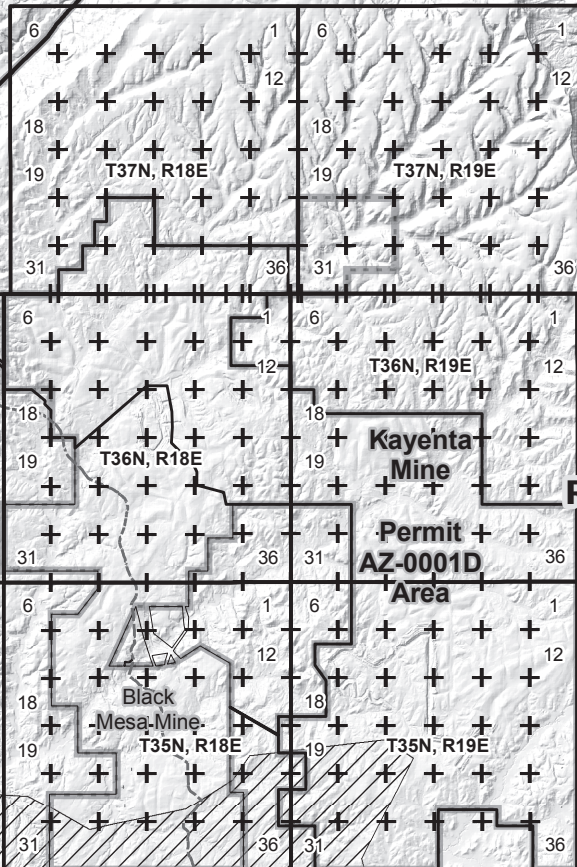 6 1 6 1
12 12
18 18
19 19
T37N, R18E T37N, R19E
31 36 31 36
6 1 6
12 T36N, R19E 12
18 18
Kayenta
Mine
19 T36N, R18E 19
P
Permit
AZ-0001D
Area
31 36 31 36
6 1 6 1
12 12
Black
Mesa Mine
18 18
19 T35N, R18E 19 T35N, R19E
31 36 31 36